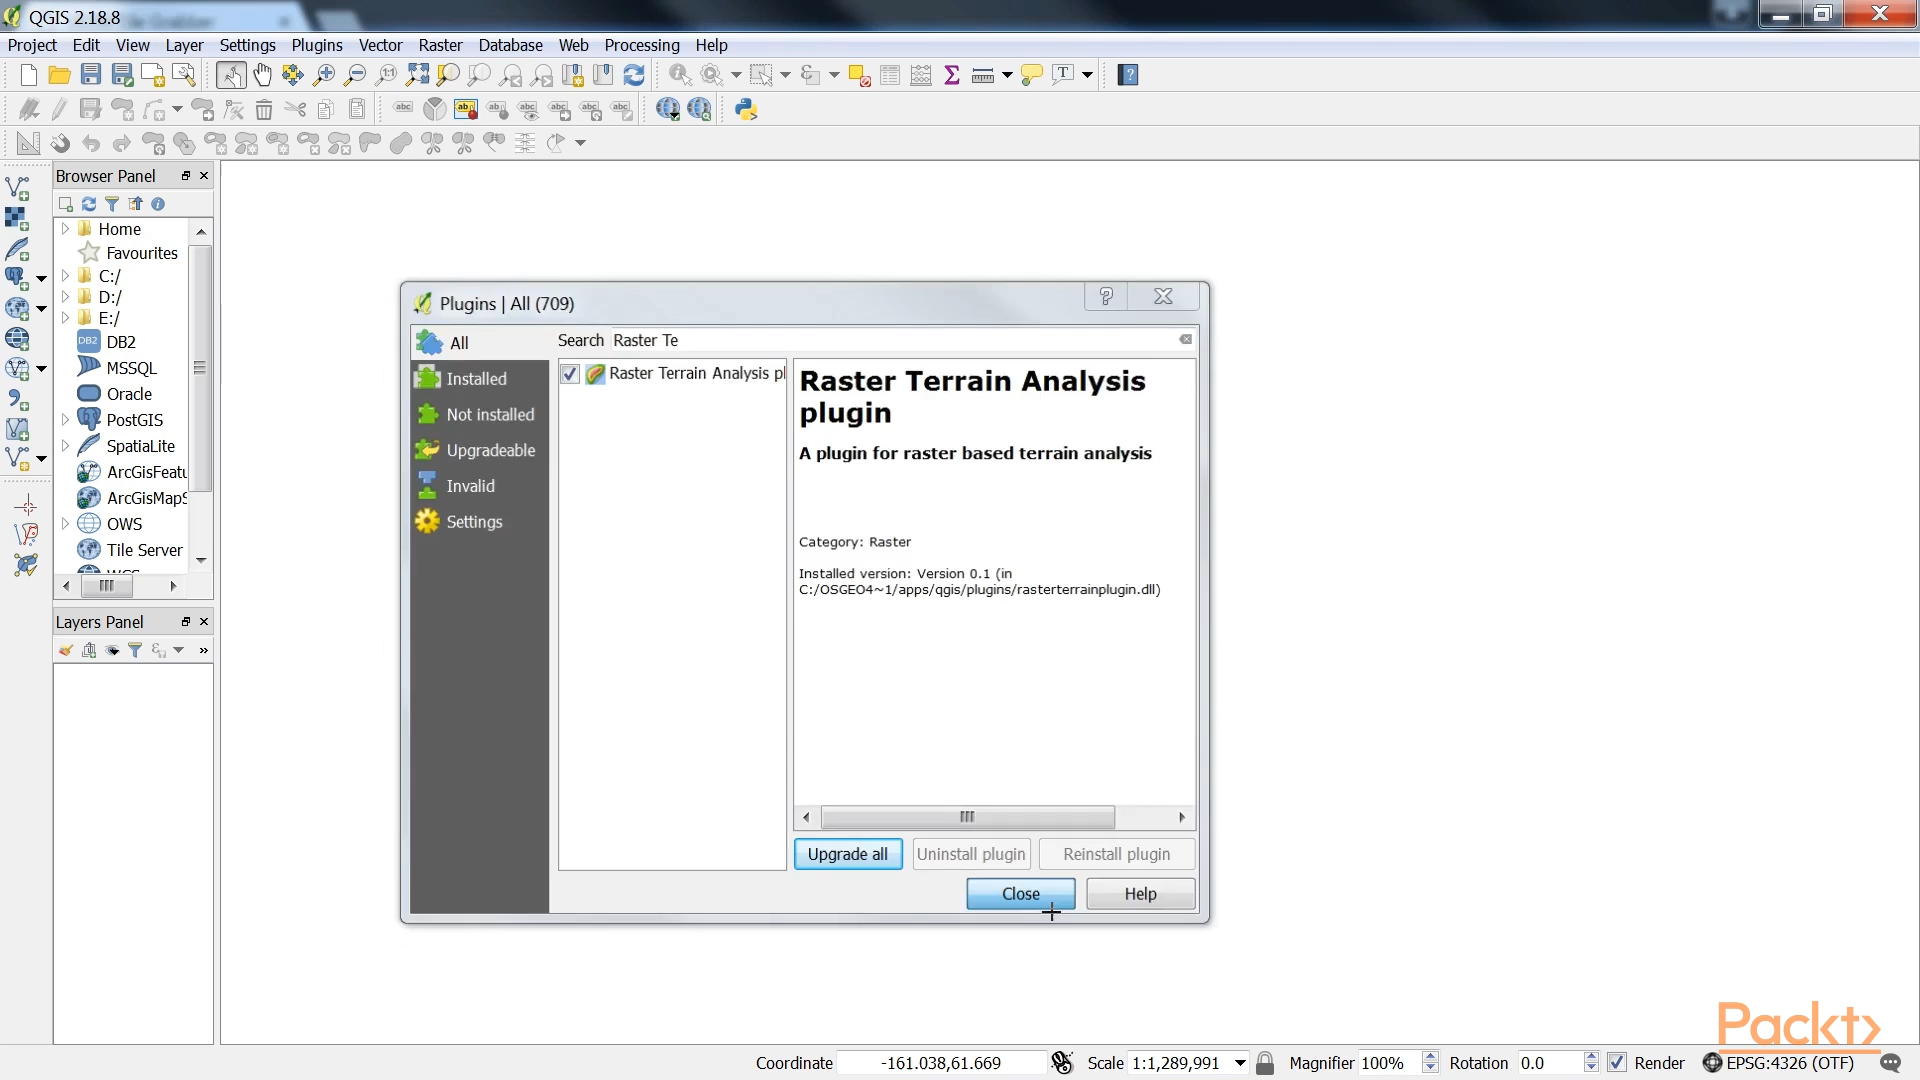 QGIS 2.18.8
Project Edit View Layer Settings Plugins Vector Raster Database Web Processing Help
Browser Panel
Home
Favourites
C:/
D:/
E:/
DB2
MSSQL
Oracle
PostGIS
SpatiaLite
ArcGisFeatu
ArcGisMapS
OWS
Tile Server
Layers Panel
Plugins | All (709)
All
Installed
Not installed
Upgradeable
Invalid
Settings
Search Raster Te
Raster Terrain Analysis pl
Raster Terrain Analysis
plugin
A plugin for raster based terrain analysis
Category: Raster
Installed version: Version 0.1 (in
C:/OSGEO4~1/apps/qgis/plugins/rasterterrainplugin.dll)
Upgrade all Uninstall plugin Reinstall plugin
Close Help
Packt>
Coordinate -161.038,61.669 Scale 1:1,289,991 Magnifier 100% Rotation 0.0 Render EPSG:4326 (OTF)